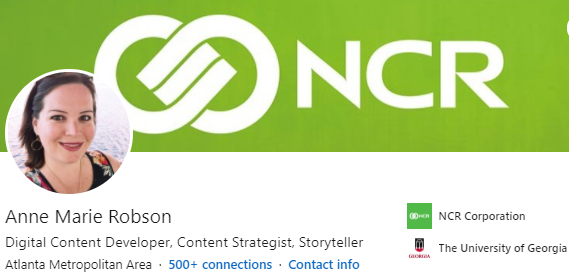 NCR
Anne Marie Robson
Digital Content Developer, Content Strategist, Storyteller
Atlanta Metropolitan Area · 500+ connections · Contact info
NCR NCR Corporation
GEORGIA The University of Georgia